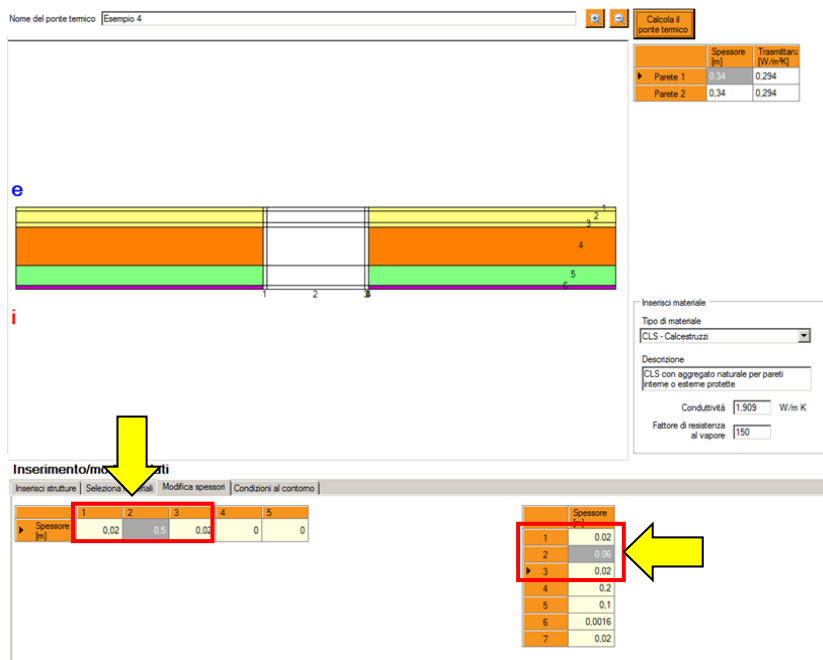 Nome del ponte termico Esempio 4
Calcola il
ponte termico
Spessore Trasmittanz
[m] [W/m²K]
Parete 1 0.34 0,294
Parete 2 0,34 0,294
e
1
2
3
4
5
6
1 2
i
Inserisci materiale
Tipo di materiale
CLS - Calcestruzzi
Descrizione
CLS con aggregato naturale per pareti
interne o esterne protette
Conduttività 1,909 W/m K
Fattore di resistenza
al vapore 150
Inserimento/mo ti
Inserisci strutture Seleziona Modifica spessori Condizioni al contorno
1 2 3 4 5
Spessore
[m] 0,02 0,5 0,02 0 0
Spessore
[m]
1 0.02
2 0.06
3 0,02
4 0,2
5 0,1
6 0,0016
7 0,02